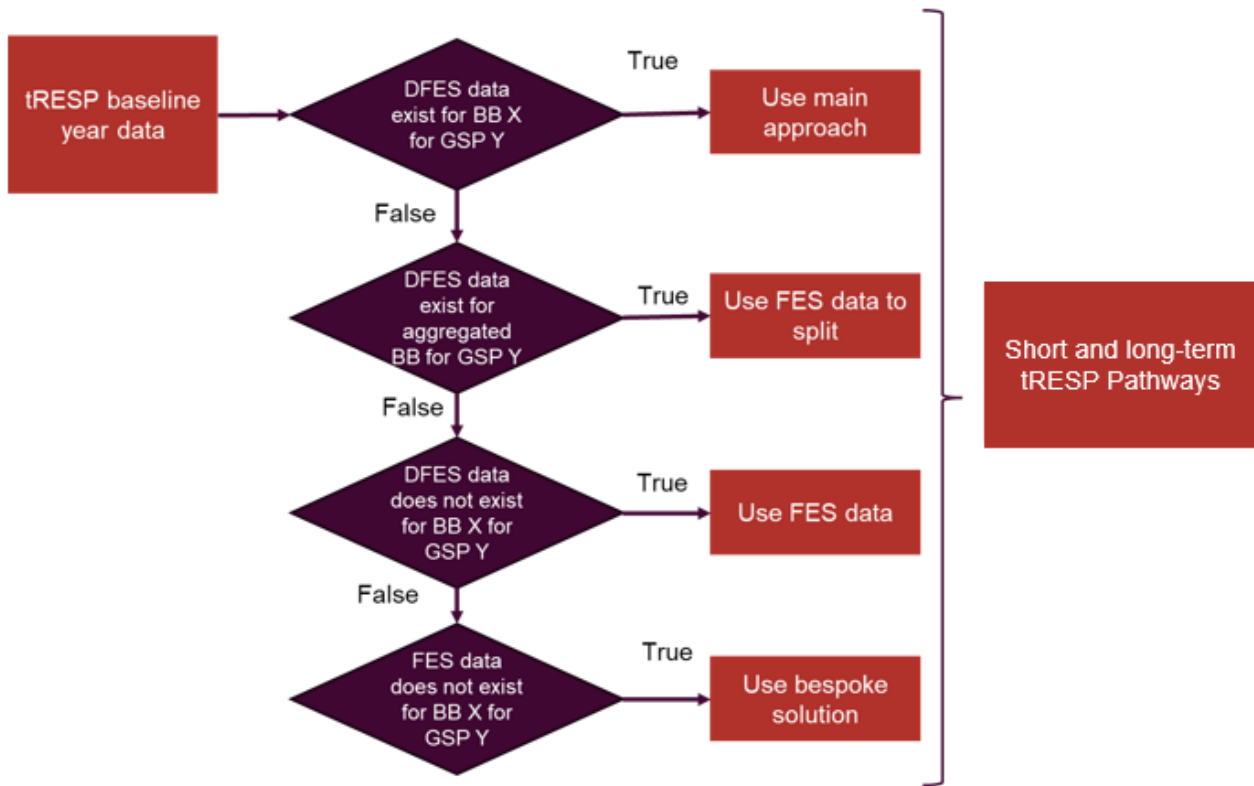 tRESP baseline
year data
DFES data
exist for BB X
for GSP Y
True
Use main
approach
False
DFES data
exist for
aggregated
BB for GSP Y
True
Use FES data to
split
False
DFES data
does not exist
for BB X for
GSP Y
True
Use FES data
False
FES data
does not exist
for BB X for
GSP Y
True
Use bespoke
solution
Short and long-term
tRESP Pathways